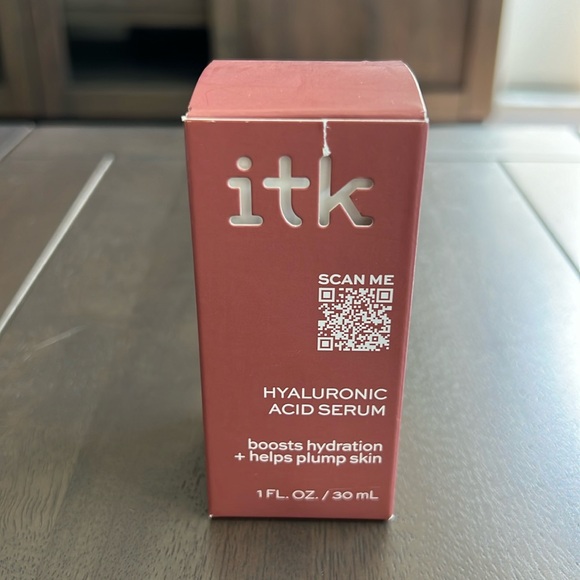 itk
SCAN ME
HYALURONIC
ACID SERUM
boosts hydration
+ helps plump skin
1 FL. OZ. / 30 mL